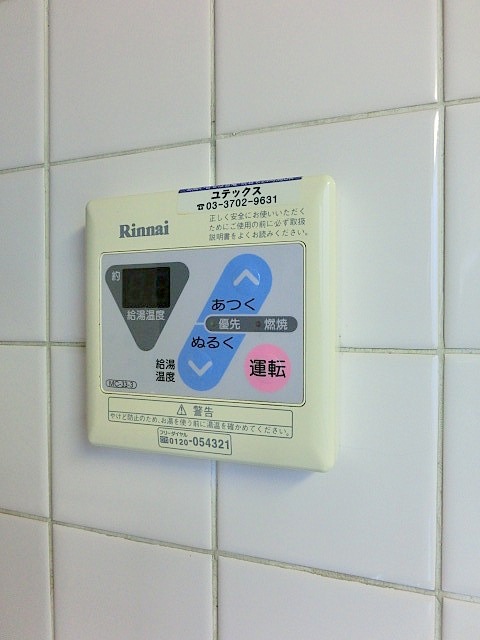 ユテックス
☎03-3702-9631
Rinnai
正しく安全にお使いいただく
ためにご使用の前に必ず取扱
説明書をよくお読みください。
約
給湯温度
あつく
優先 燃焼
ぬるく
給湯
温度
運転
MC-33-3
⚠警告
やけど防止のため、お湯を使う前に湯温を確かめてください。
フリーダイヤル
0120-054321